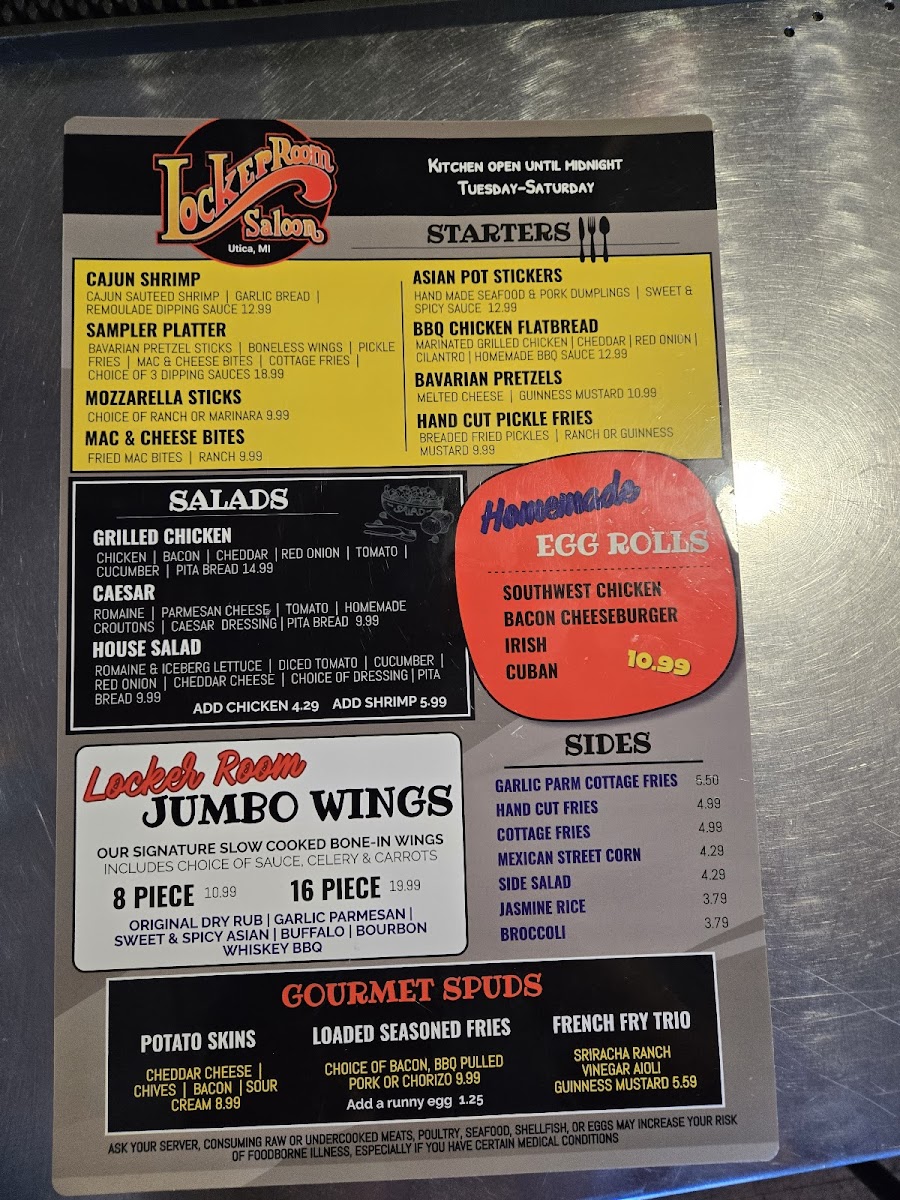 Locker Room
Saloon
Utica, MI
KITCHEN OPEN UNTIL MIDNIGHT
TUESDAY-SATURDAY
STARTERS
CAJUN SHRIMP
CAJUN SAUTEED SHRIMP | GARLIC BREAD |
REMOULADE DIPPING SAUCE 12.99
SAMPLER PLATTER
BAVARIAN PRETZEL STICKS | BONELESS WINGS | PICKLE
FRIES | MAC & CHEESE BITES | COTTAGE FRIES |
CHOICE OF 3 DIPPING SAUCES 18.99
MOZZARELLA STICKS
CHOICE OF RANCH OR MARINARA 9.99
MAC & CHEESE BITES
FRIED MAC BITES | RANCH 9.99
ASIAN POT STICKERS
HAND MADE SEAFOOD & PORK DUMPLINGS | SWEET &
SPICY SAUCE 12.99
BBQ CHICKEN FLATBREAD
MARINATED GRILLED CHICKEN | CHEDDAR | RED ONION |
CILANTRO | HOMEMADE BBQ SAUCE 12.99
BAVARIAN PRETZELS
MELTED CHEESE | GUINNESS MUSTARD 10.99
HAND CUT PICKLE FRIES
BREADED FRIED PICKLES | RANCH OR GUINNESS
MUSTARD 9.99
SALADS
SALAD
GRILLED CHICKEN
CHICKEN | BACON | CHEDDAR | RED ONION | TOMATO |
CUCUMBER | PITA BREAD 14.99
CAESAR
ROMAINE | PARMESAN CHEESE | TOMATO | HOMEMADE
CROUTONS | CAESAR DRESSING | PITA BREAD 9.99
HOUSE SALAD
ROMAINE & ICEBERG LETTUCE | DICED TOMATO | CUCUMBER |
RED ONION | CHEDDAR CHEESE | CHOICE OF DRESSING | PITA
BREAD 9.99
ADD CHICKEN 4.29 ADD SHRIMP 5.99
Homemade
EGG ROLLS
SOUTHWEST CHICKEN
BACON CHEESEBURGER
IRISH
CUBAN
10.99
Locker Room
JUMBO WINGS
OUR SIGNATURE SLOW COOKED BONE-IN WINGS
INCLUDES CHOICE OF SAUCE, CELERY & CARROTS
8 PIECE 10.99 16 PIECE 19.99
ORIGINAL DRY RUB | GARLIC PARMESAN |
SWEET & SPICY ASIAN | BUFFALO | BOURBON
WHISKEY BBQ
SIDES
GARLIC PARM COTTAGE FRIES 5.50
HAND CUT FRIES 4.99
COTTAGE FRIES 4.99
MEXICAN STREET CORN 4.29
SIDE SALAD 4.29
JASMINE RICE 3.79
BROCCOLI 3.79
GOURMET SPUDS
POTATO SKINS
CHEDDAR CHEESE |
CHIVES | BACON | SOUR
CREAM 8.99
LOADED SEASONED FRIES
CHOICE OF BACON, BBQ PULLED
PORK OR CHORIZO 9.99
Add a runny egg 1.25
FRENCH FRY TRIO
SRIRACHA RANCH
VINEGAR AIOLI
GUINNESS MUSTARD 5.59
ASK YOUR SERVER, CONSUMING RAW OR UNDERCOOKED MEATS, POULTRY, SEAFOOD, SHELLFISH, OR EGGS MAY INCREASE YOUR RISK
OF FOODBORNE ILLNESS, ESPECIALLY IF YOU HAVE CERTAIN MEDICAL CONDITIONS